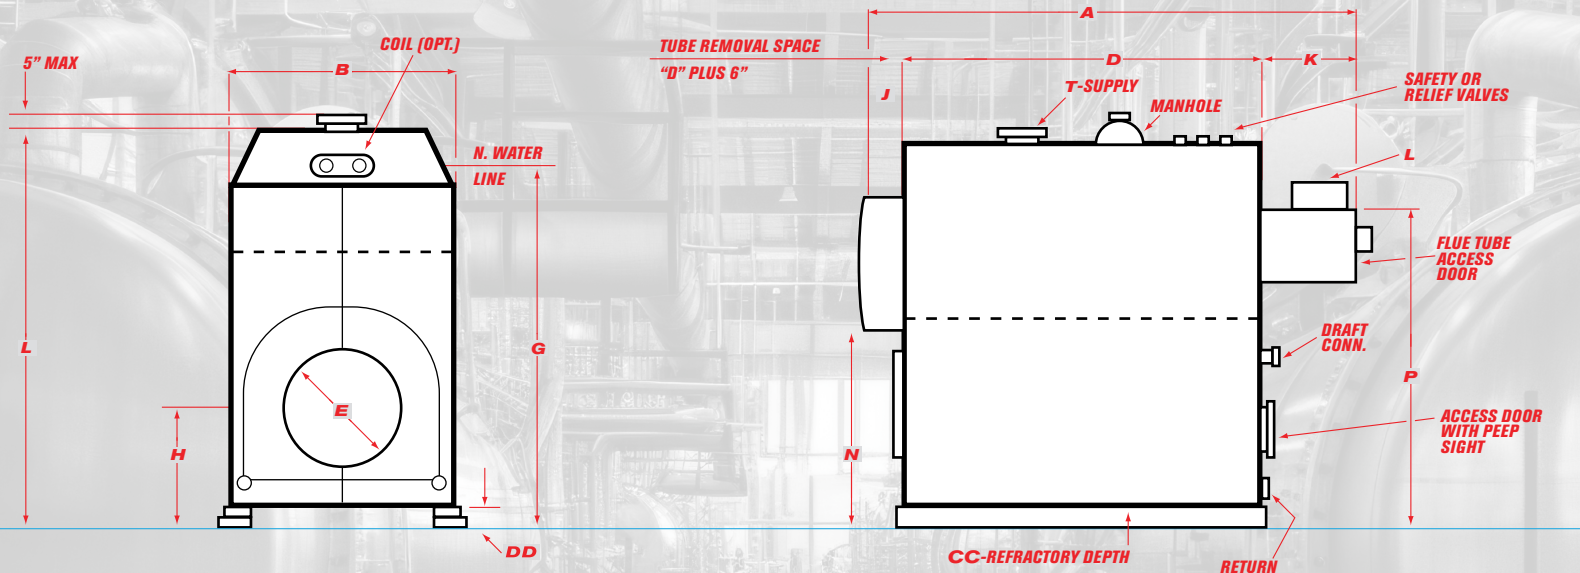 5” MAX
COIL (OPT.)
B
N. WATER
LINE
L
G
E
H
DD
A
TUBE REMOVAL SPACE
“D” PLUS 6”
D
K
J
T-SUPPLY
MANHOLE
SAFETY OR
RELIEF VALVES
L
FLUE TUBE
ACCESS
DOOR
DRAFT
CONN.
P
ACCESS DOOR
WITH PEEP
SIGHT
N
CC-REFRACTORY DEPTH
RETURN